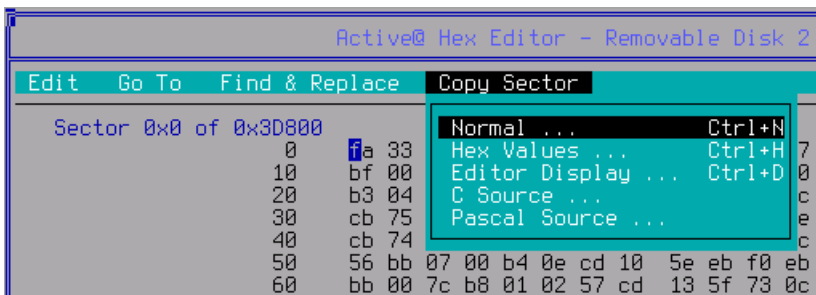 Active@ Hex Editor - Removable Disk 2
Edit Go To Find & Replace Copy Sector
Sector 0x0 of 0x3D800
Normal ... Ctrl+N
0 fa 33 7
Hex Values ... Ctrl+H
10 bf 00 0
Editor Display ... Ctrl+D
20 b3 04 c
C Source ...
30 cb 75 e
Pascal Source ...
40 cb 74 c
50 56 bb 07 00 b4 0e cd 10 5e eb f0 eb
60 bb 00 7c b8 01 02 57 cd 13 5f 73 0c